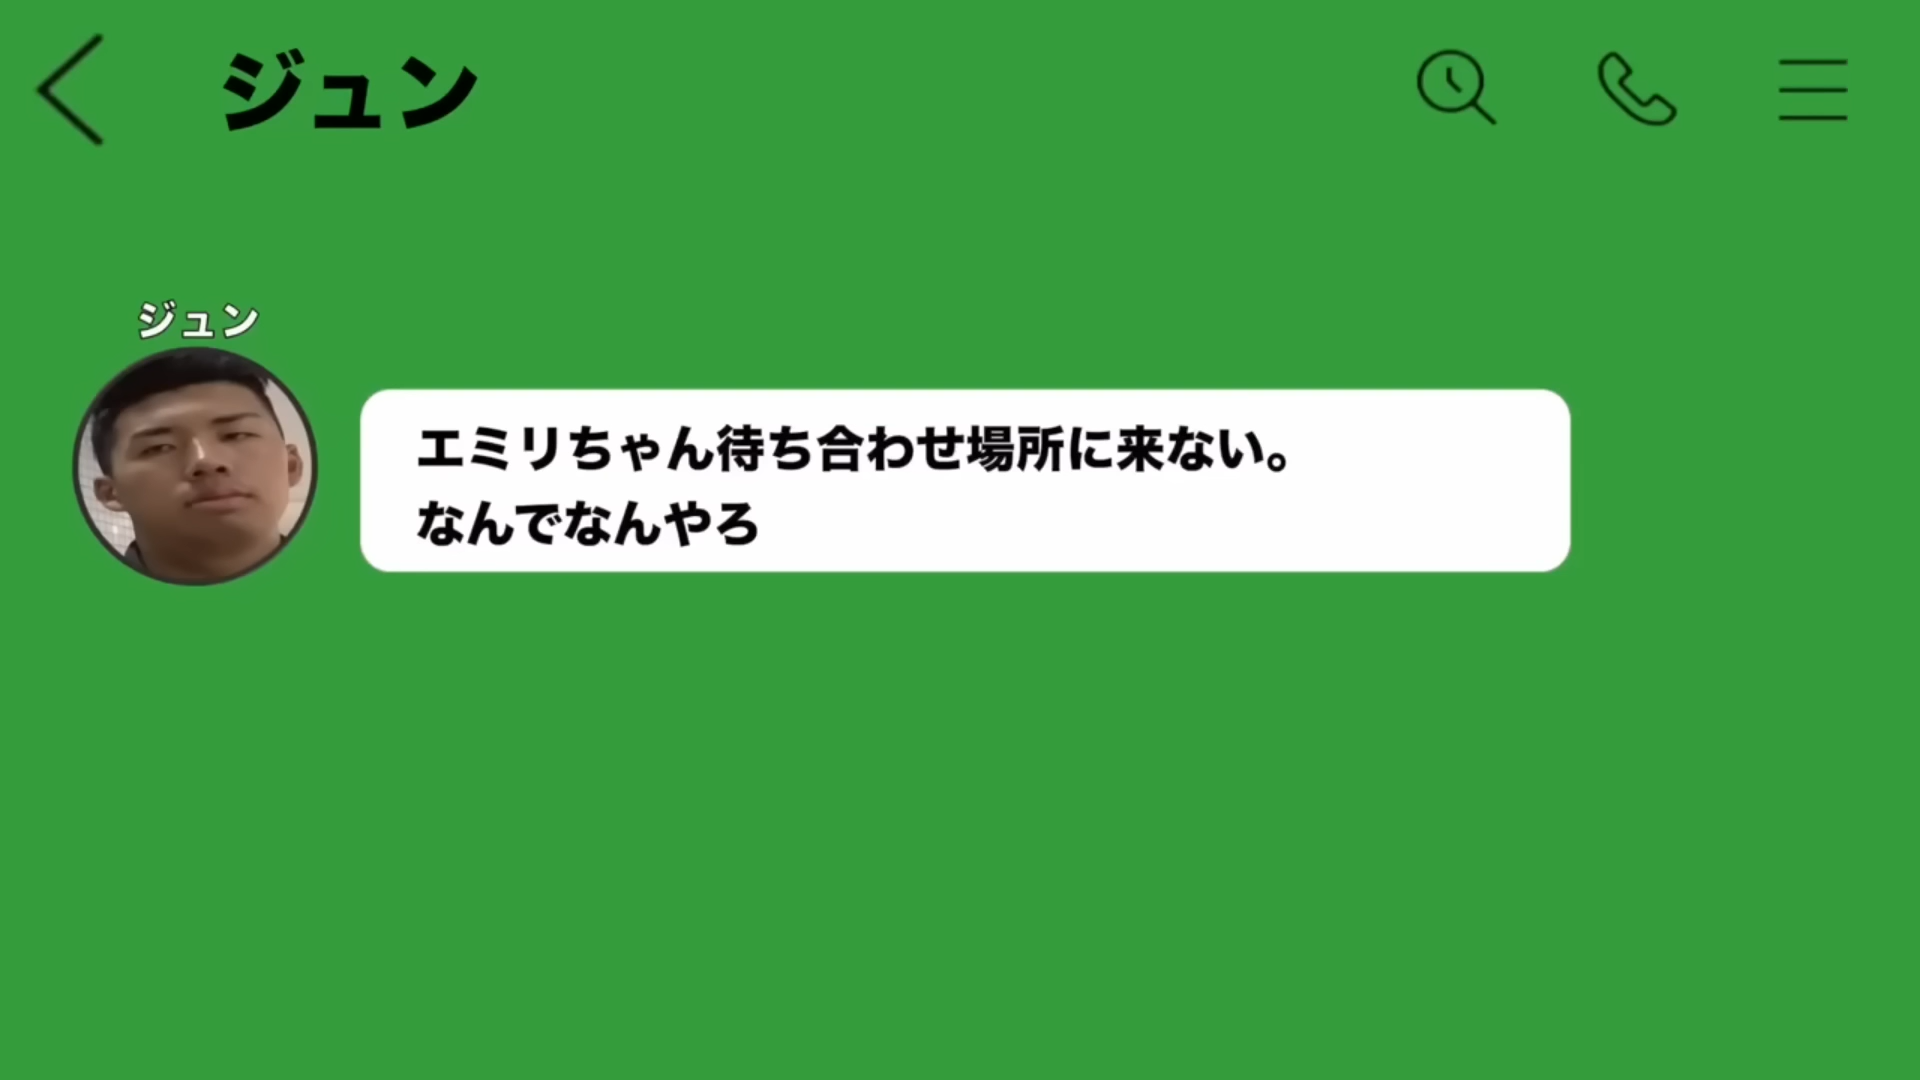 ジュン
ジュン
エミリちゃん待ち合わせ場所に来ない。
なんでなんやろ